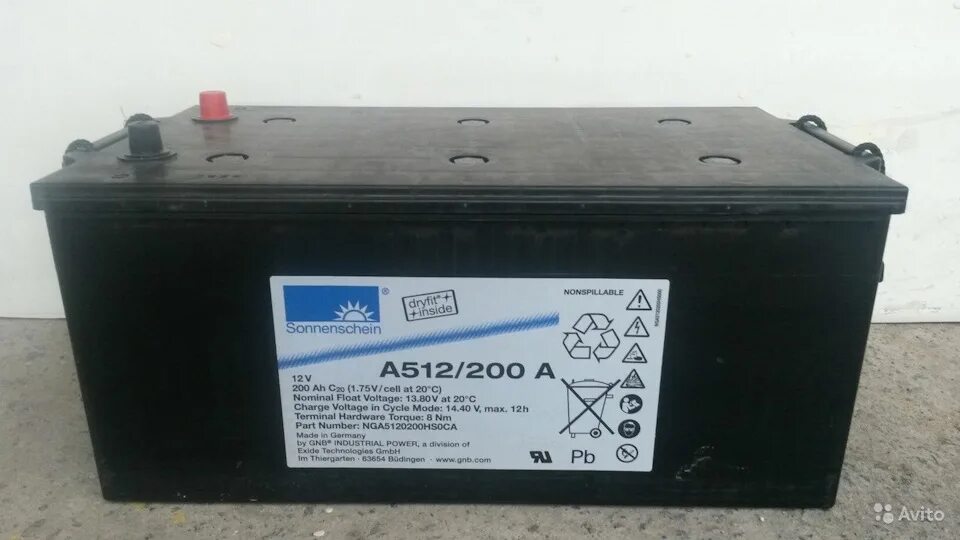 Sonnenschein ®
dryfit®
inside
NONSPILLABLE
A512/200 A
12 V
200 Ah C20 (1.75V/cell at 20°C)
Nominal Float Voltage: 13.80V at 20°C
Charge Voltage in Cycle Mode: 14.40 V, max. 12h
Terminal Hardware Torque: 8 Nm
Part Number: NGA5120200HS0CA
Made in Germany
by GNB® INDUSTRIAL POWER, a division of
Exide Technologies GmbH
Im Thiergarten · 63654 Büdingen · www.gnb.com
Pb
Avito